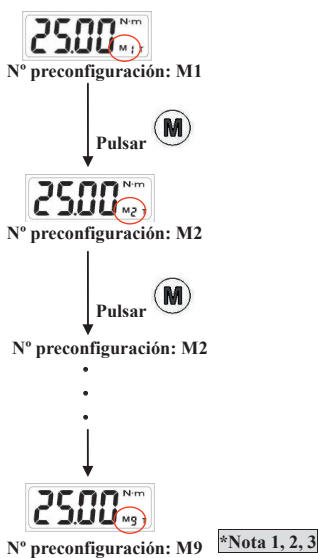 N·m
25.00 M1 T
Nº preconfiguración: M1
M
Pulsar
N·m
25.00 M2 T
Nº preconfiguración: M2
M
Pulsar
Nº preconfiguración: M2
N·m
25.00 M9 T
Nº preconfiguración: M9 *Nota 1, 2, 3